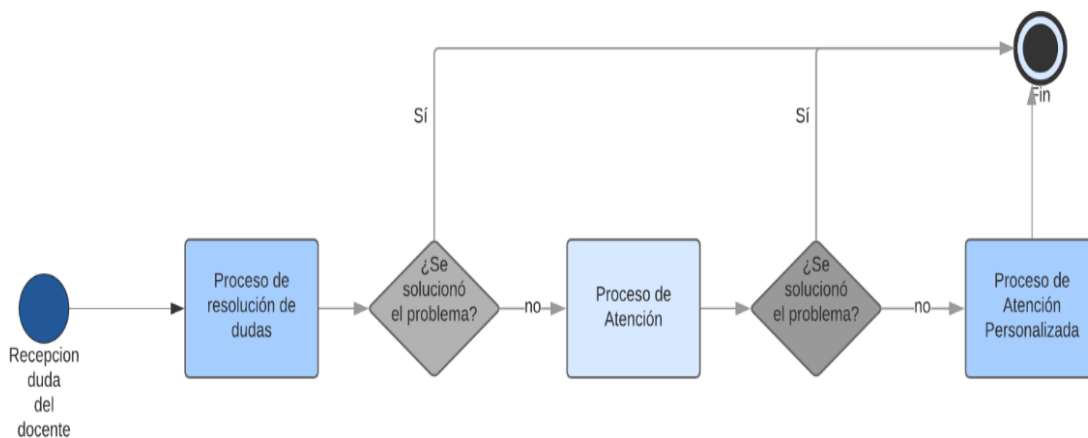 Recepcion
duda
del
docente
Proceso de
resolución de
dudas
¿Se
solucionó
el problema?
Sí
no
Proceso de
Atención
¿Se
solucionó
el problema?
Sí
no
Proceso de
Atención
Personalizada
Fin